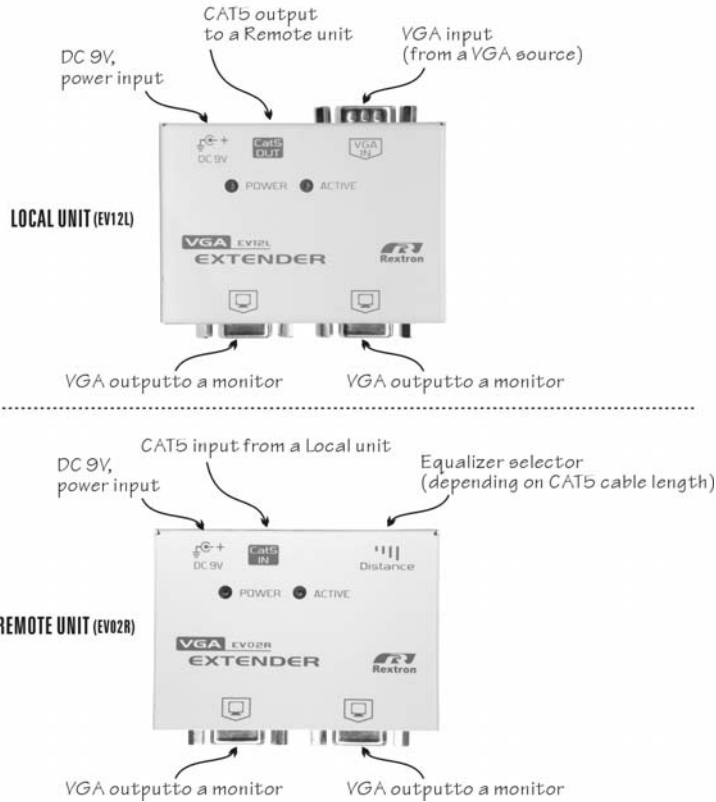 CAT5 output
to a Remote unit
VGA input
(from a VGA source)
DC 9V,
power input
DC 9V
Cat5
OUT
VGA
IN
POWER
ACTIVE
LOCAL UNIT (EV12L)
VGA EV12L
EXTENDER
Rextron
VGA outputto a monitor
VGA outputto a monitor
CAT5 input from a Local unit
DC 9V,
power input
Equalizer selector
(depending on CAT5 cable length)
DC 9V
Cat5
IN
Distance
POWER
ACTIVE
REMOTE UNIT (EV02R)
VGA EV02R
EXTENDER
Rextron
VGA outputto a monitor
VGA outputto a monitor